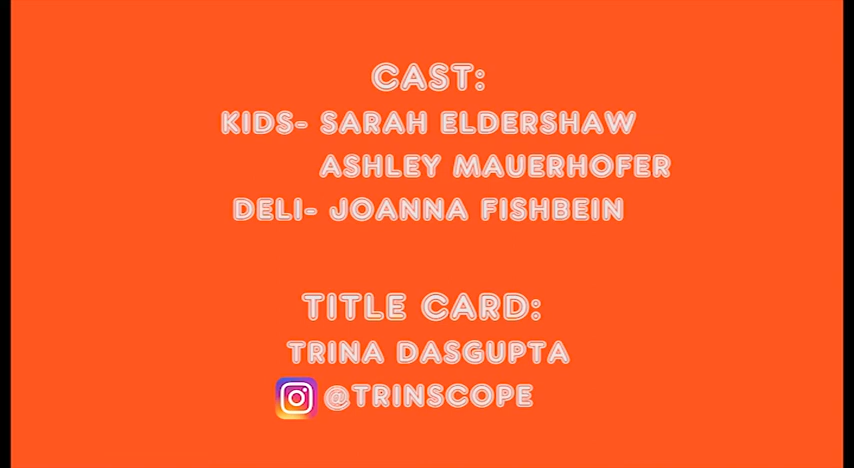 CAST:
KIDS- SARAH ELDERSHAW
ASHLEY MAUERHOFER
DELI- JOANNA FISHBEIN
TITLE CARD:
TRINA DASGUPTA
@TRINSCOPE